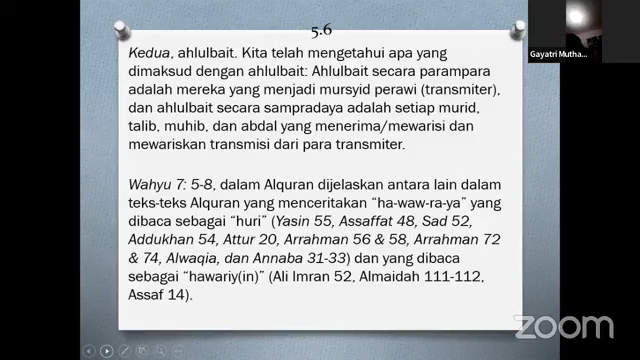 5.6
Gayatri Mutha...
Kedua, ahlulbait. Kita telah mengetahui apa yang
dimaksud dengan ahlulbait: Ahlulbait secara parampara
adalah mereka yang menjadi mursyid perawi (transmiter),
dan ahlulbait secara sampradaya adalah setiap murid,
talib, muhib, dan abdal yang menerima/mewarisi dan
mewariskan transmisi dari para transmiter.
Wahyu 7: 5-8, dalam Alquran dijelaskan antara lain dalam
teks-teks Alquran yang menceritakan “ha-waw-ra-ya” yang
dibaca sebagai “huri” (Yasin 55, Assaffat 48, Sad 52,
Addukhan 54, Attur 20, Arrahman 56 & 58, Arrahman 72
& 74, Alwaqia, dan Annaba 31-33) dan yang dibaca
sebagai “hawariy(in)” (Ali Imran 52, Almaidah 111-112,
Assaf 14).
zoom